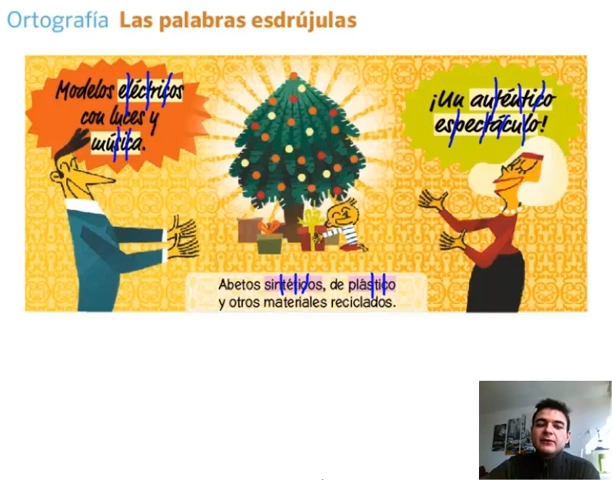 Ortografía Las palabras esdrújulas
Modelos eléctricos
con luces y
música.
¡Un auténtico
espectáculo!
Abetos sintéticos, de plástico
y otros materiales reciclados.